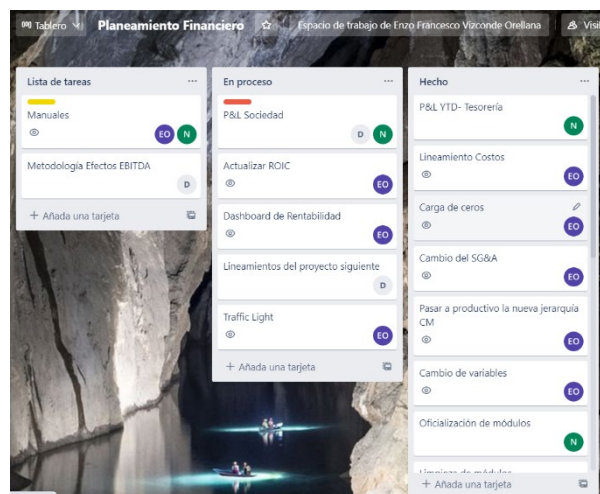 Tablero
Planeamiento Financiero
Espacio de trabajo de Enzo Francesco Vizconde Orellana
Lista de tareas
Manuales
EO N
Metodología Efectos EBITDA
D
+ Añada una tarjeta
En proceso
P&L Sociedad
D N
Actualizar ROIC
EO
Dashboard de Rentabilidad
EO
Lineamientos del proyecto siguiente
D
Traffic Light
EO
+ Añada una tarjeta
Hecho
P&L YTD- Tesorería
N
Lineamiento Costos
EO
Carga de ceros
EO
Cambio del SG&A
EO
Pasar a productivo la nueva jerarquía
CM
EO
Cambio de variables
EO
Oficialización de módulos
N
+ Añada una tarjeta